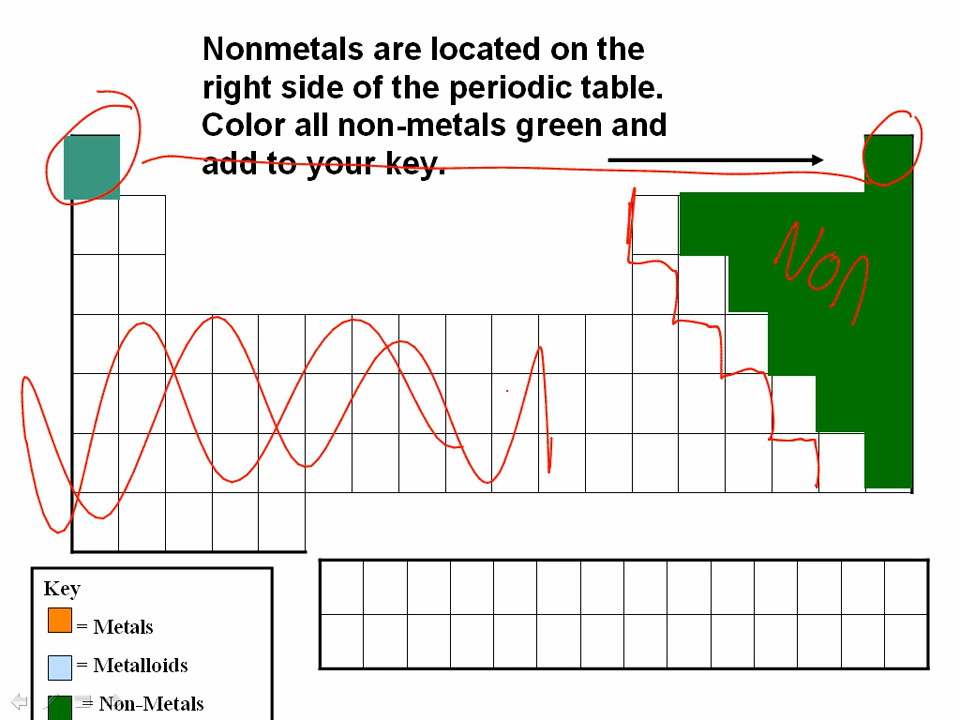 Nonmetals are located on the
right side of the periodic table.
Color all non-metals green and
add to your key.
Non
Key
= Metals
= Metalloids
= Non-Metals